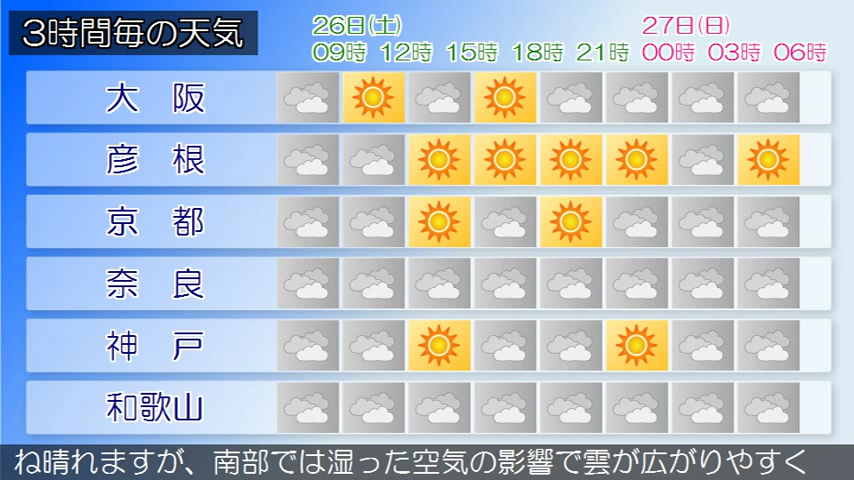 3時間毎の天気
26日(土) 27日(日)
09時 12時 15時 18時 21時 00時 03時 06時
大阪
彦根
京都
奈良
神戸
和歌山
ね晴れますが、南部では湿った空気の影響で雲が広がりやすく